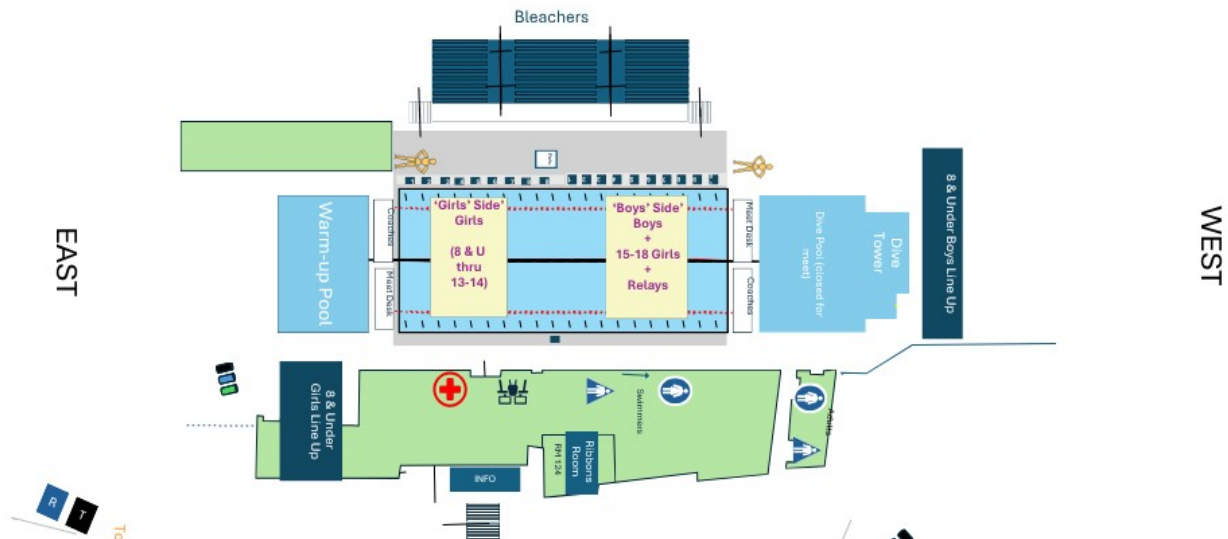 Bleachers
EAST
WEST
Warm-up Pool
Coaches
Meet Desk
'Girls' Side'
Girls
(8 & U
thru
13-14)
'Boys' Side'
Boys
+
15-18 Girls
+
Relays
Meet Desk
Coaches
Dive Pool (closed for
meet)
Dive
Tower
8 & Under Boys Line Up
8 & Under
Girls Line Up
Swimmers
Adults
RM 124
Ribbons
Room
INFO
R
T